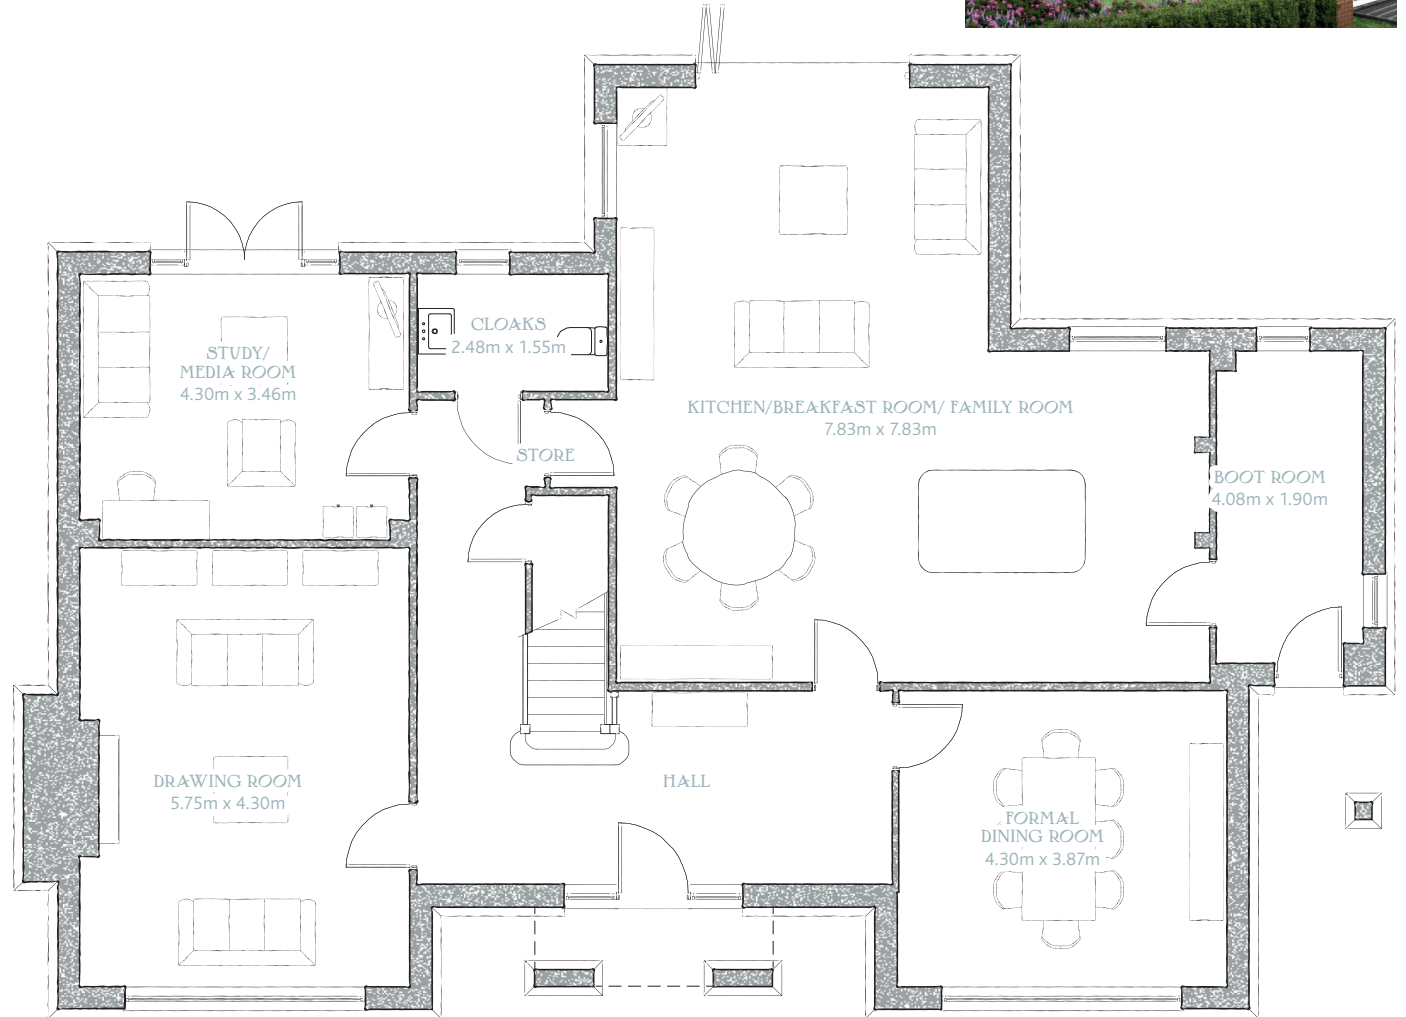 CLOAKS
2.48m x 1.55m
STUDY/
MEDIA ROOM
4.30m x 3.46m
KITCHEN/BREAKFAST ROOM/ FAMILY ROOM
7.83m x 7.83m
STORE
BOOT ROOM
4.08m x 1.90m
DRAWING ROOM
5.75m x 4.30m
HALL
FORMAL
DINING ROOM
4.30m x 3.87m